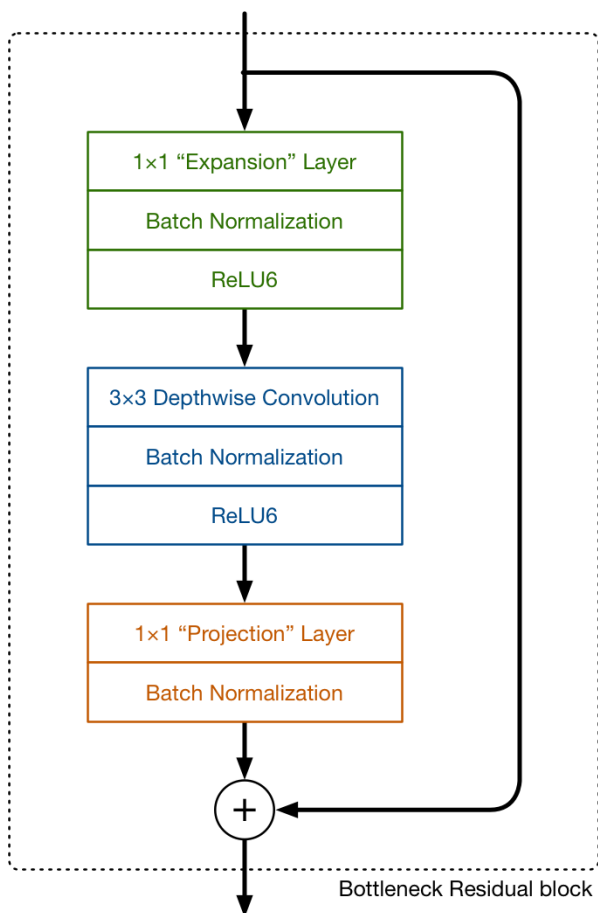 1×1 “Expansion” Layer
Batch Normalization
ReLU6
3×3 Depthwise Convolution
Batch Normalization
ReLU6
1×1 “Projection” Layer
Batch Normalization
+
Bottleneck Residual block